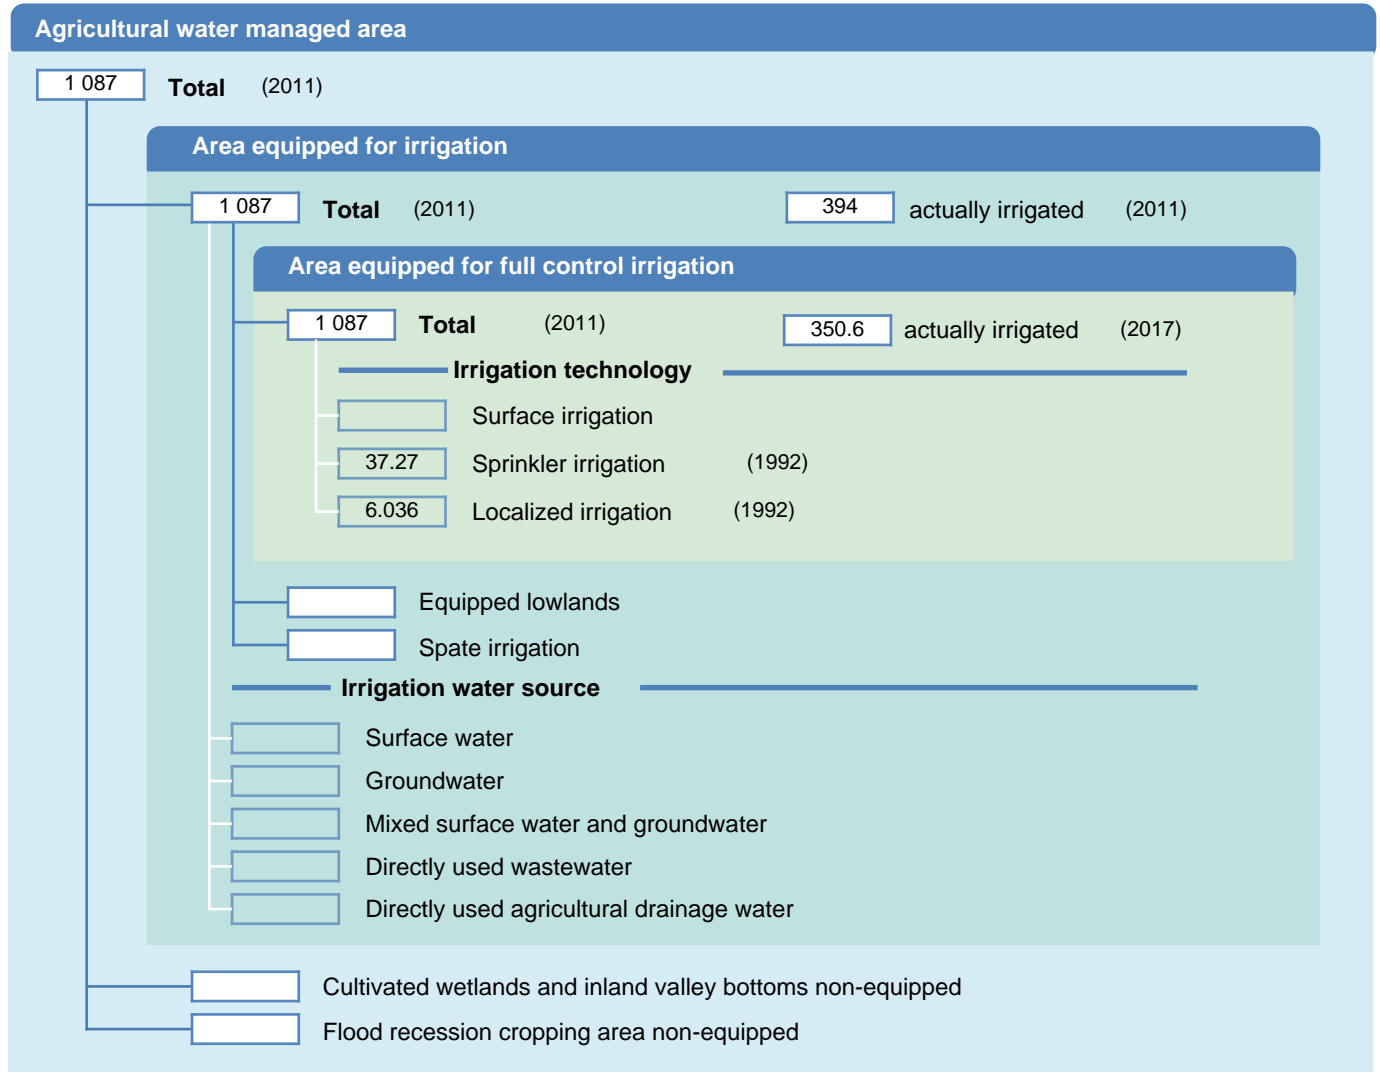 Agricultural water managed area
1 087 Total (2011)
Area equipped for irrigation
1 087 Total (2011) 394 actually irrigated (2011)
Area equipped for full control irrigation
1 087 Total (2011) 350.6 actually irrigated (2017)
Irrigation technology
Surface irrigation
37.27 Sprinkler irrigation (1992)
6.036 Localized irrigation (1992)
Equipped lowlands
Spate irrigation
Irrigation water source
Surface water
Groundwater
Mixed surface water and groundwater
Directly used wastewater
Directly used agricultural drainage water
Cultivated wetlands and inland valley bottoms non-equipped
Flood recession cropping area non-equipped